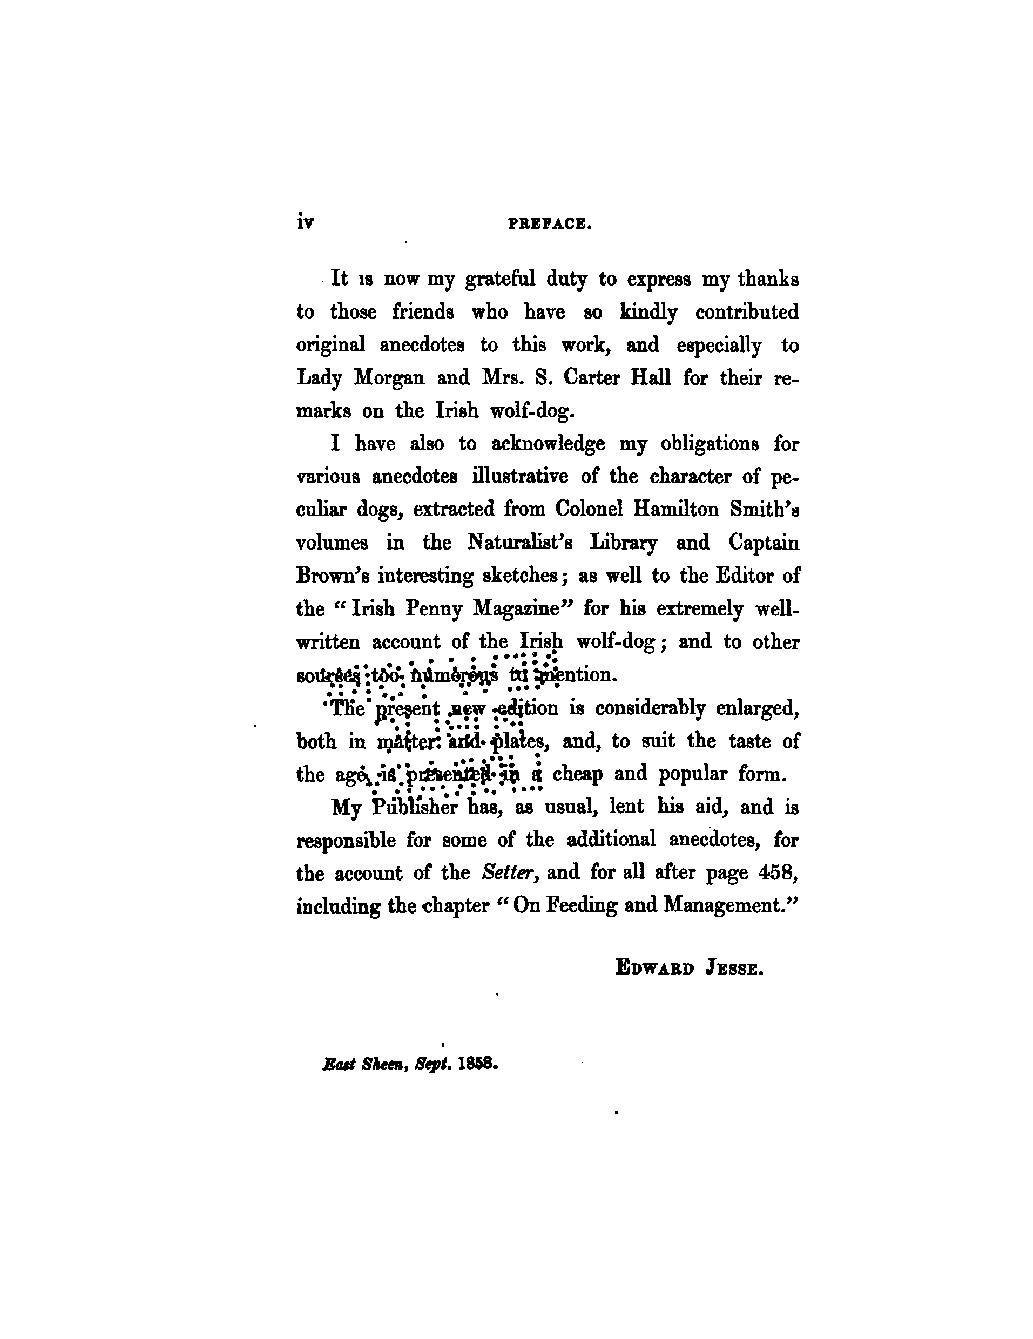 iv PREFACE.
It is now my grateful duty to express my thanks
to those friends who have so kindly contributed
original anecdotes to this work, and especially to
Lady Morgan and Mrs. S. Carter Hall for their re-
marks on the Irish wolf-dog.
I have also to acknowledge my obligations for
various anecdotes illustrative of the character of pe-
culiar dogs, extracted from Colonel Hamilton Smith's
volumes in the Naturalist's Library and Captain
Brown's interesting sketches; as well to the Editor of
the "Irish Penny Magazine" for his extremely well-
written account of the Irish wolf-dog; and to other
sources too numerous to mention.
The present new edition is considerably enlarged,
both in matter and plates, and, to suit the taste of
the age, is presented in a cheap and popular form.
My Publisher has, as usual, lent his aid, and is
responsible for some of the additional anecdotes, for
the account of the Setter, and for all after page 458,
including the chapter "On Feeding and Management."
EDWARD JESSE.
East Sheen, Sept. 1858.